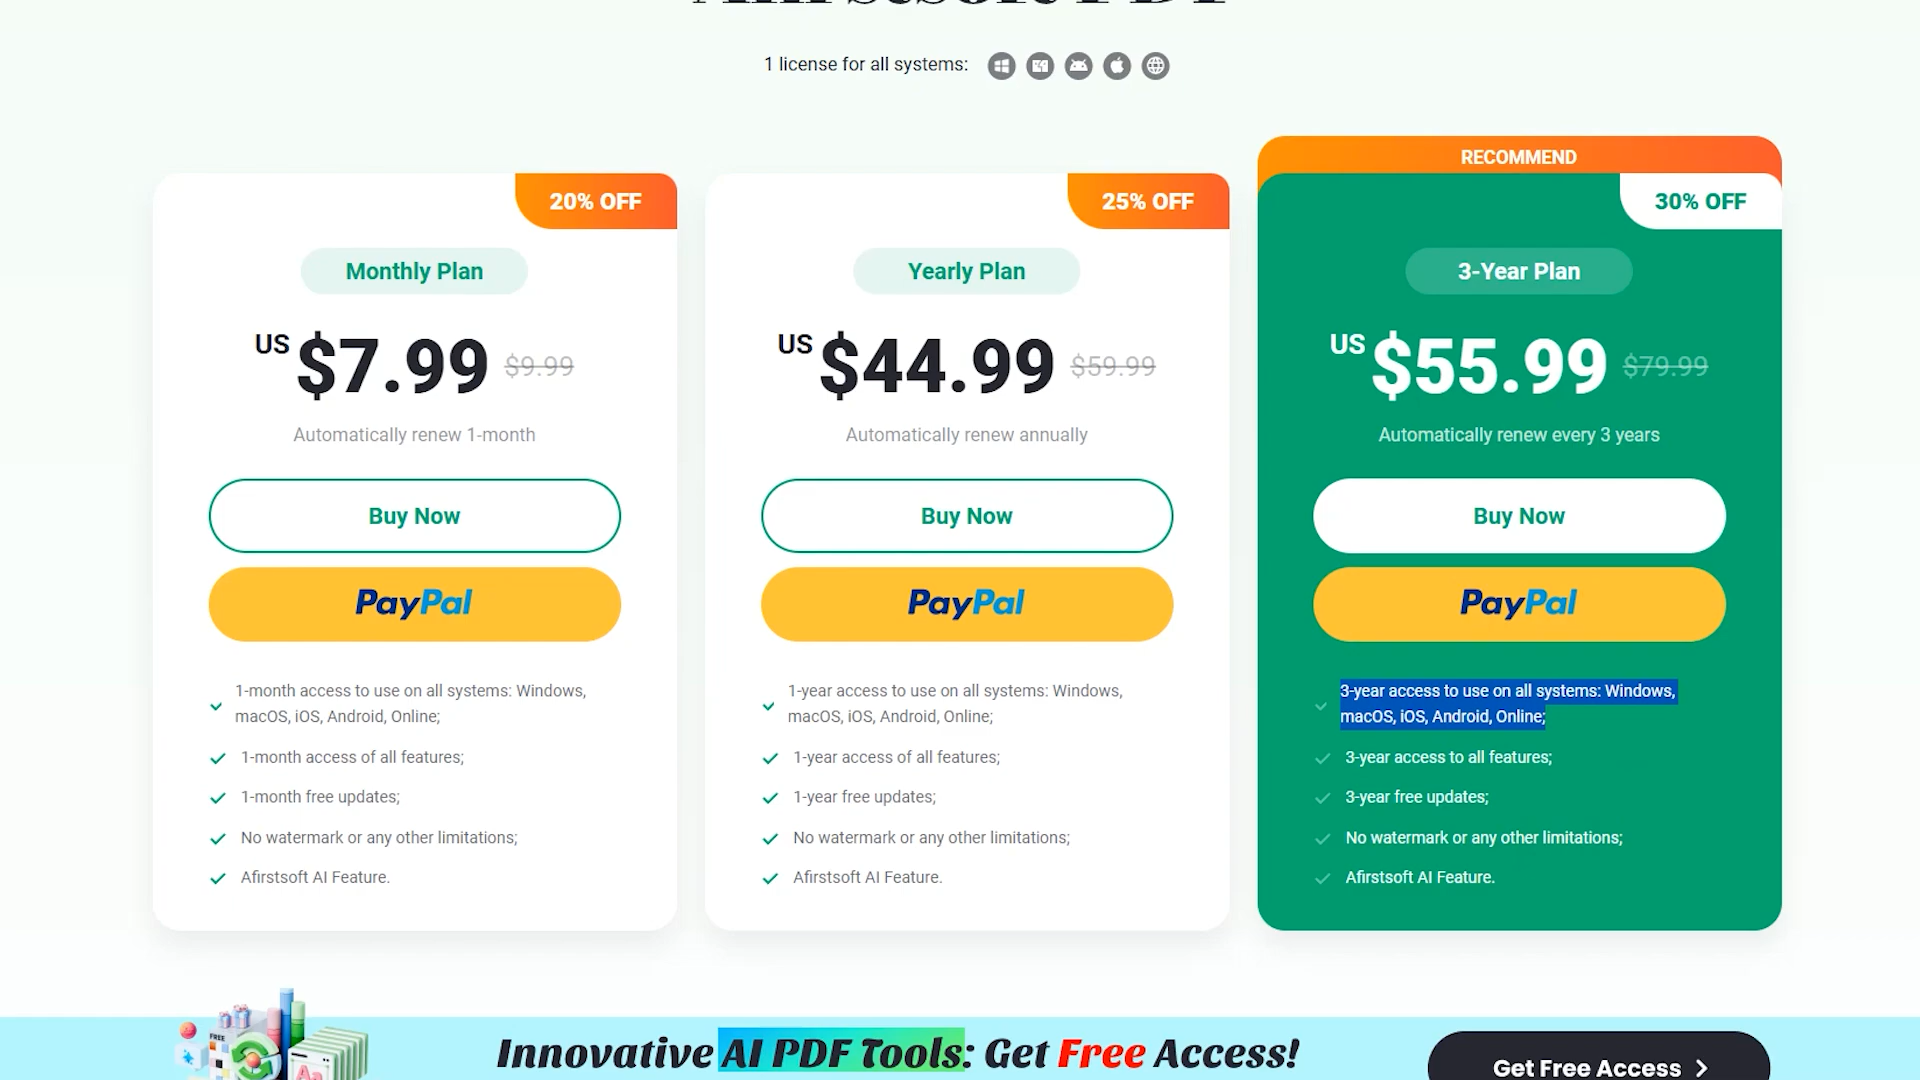 1 license for all systems:
RECOMMEND
20% OFF
Monthly Plan
US $7.99 $9.99
Automatically renew 1-month
Buy Now
PayPal
1-month access to use on all systems: Windows,
macOS, iOS, Android, Online;
1-month access of all features;
1-month free updates;
No watermark or any other limitations;
Afirstsoft AI Feature.
25% OFF
Yearly Plan
US $44.99 $59.99
Automatically renew annually
Buy Now
PayPal
1-year access to use on all systems: Windows,
macOS, iOS, Android, Online;
1-year access of all features;
1-year free updates;
No watermark or any other limitations;
Afirstsoft AI Feature.
30% OFF
3-Year Plan
US $55.99 $79.99
Automatically renew every 3 years
Buy Now
PayPal
3-year access to use on all systems: Windows,
macOS, iOS, Android, Online;
3-year access to all features;
3-year free updates;
No watermark or any other limitations;
Afirstsoft AI Feature.
FREE
Aa
Innovative AI PDF Tools: Get Free Access!
Get Free Access